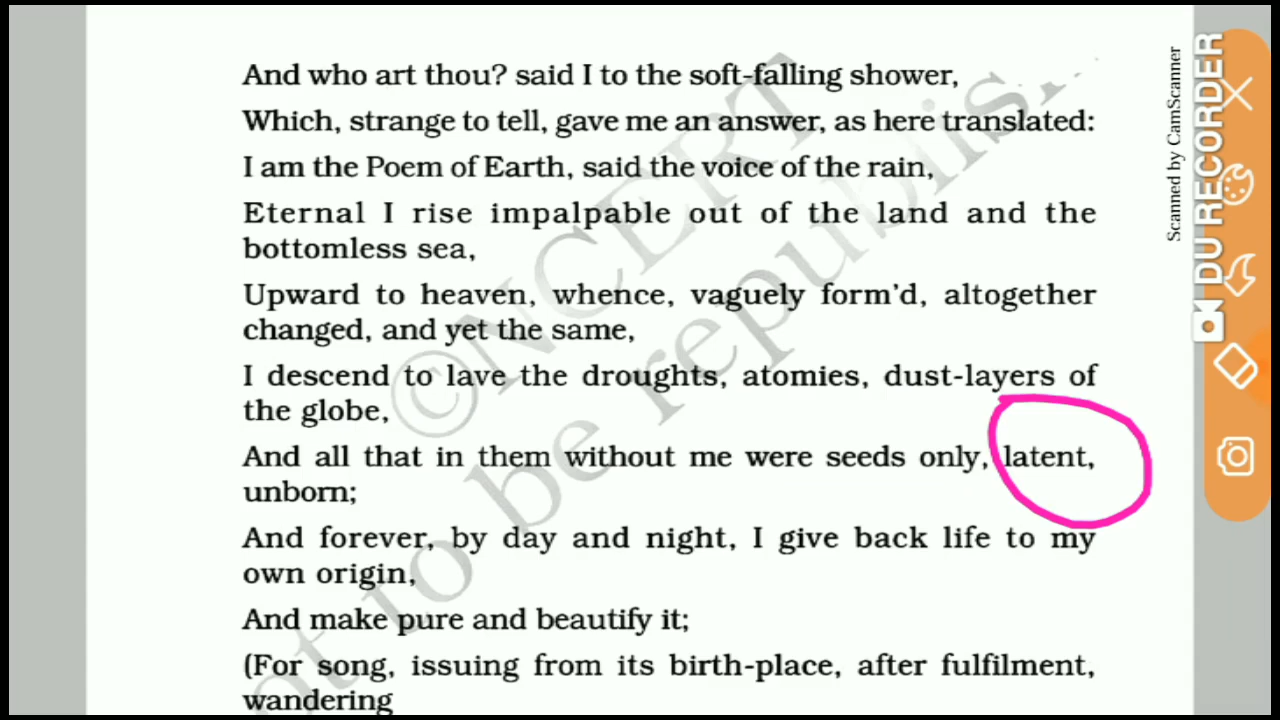 And who art thou? said I to the soft-falling shower,
Which, strange to tell, gave me an answer, as here translated:
I am the Poem of Earth, said the voice of the rain,
Eternal I rise impalpable out of the land and the
bottomless sea,
Upward to heaven, whence, vaguely form'd, altogether
changed, and yet the same,
I descend to lave the droughts, atomies, dust-layers of
the globe,
And all that in them without me were seeds only, latent,
unborn;
And forever, by day and night, I give back life to my
own origin,
And make pure and beautify it;
(For song, issuing from its birth-place, after fulfilment,
wandering
©NCERT
not to be republis
Scanned by CamScanner
DU RECORDER